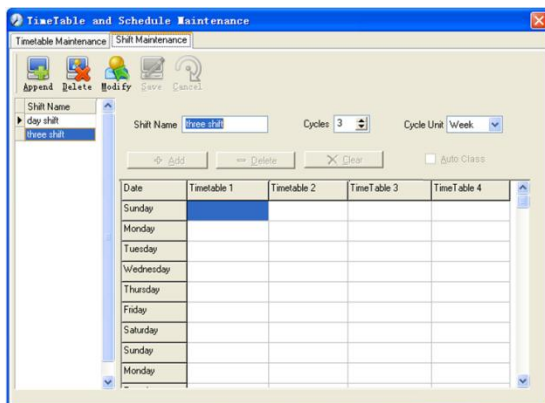 TimeTable and Schedule Maintenance
Timetable Maintenance Shift Maintenance
Append Delete Modify Save Cancel
Shift Name
day shift
three shift
Shift Name three shift Cycles 3 Cycle Unit Week
Add Delete Clear Auto Class
Date Timetable 1 Timetable 2 TimeTable 3 TimeTable 4
Sunday
Monday
Tuesday
Wednesday
Thursday
Friday
Saturday
Sunday
Monday